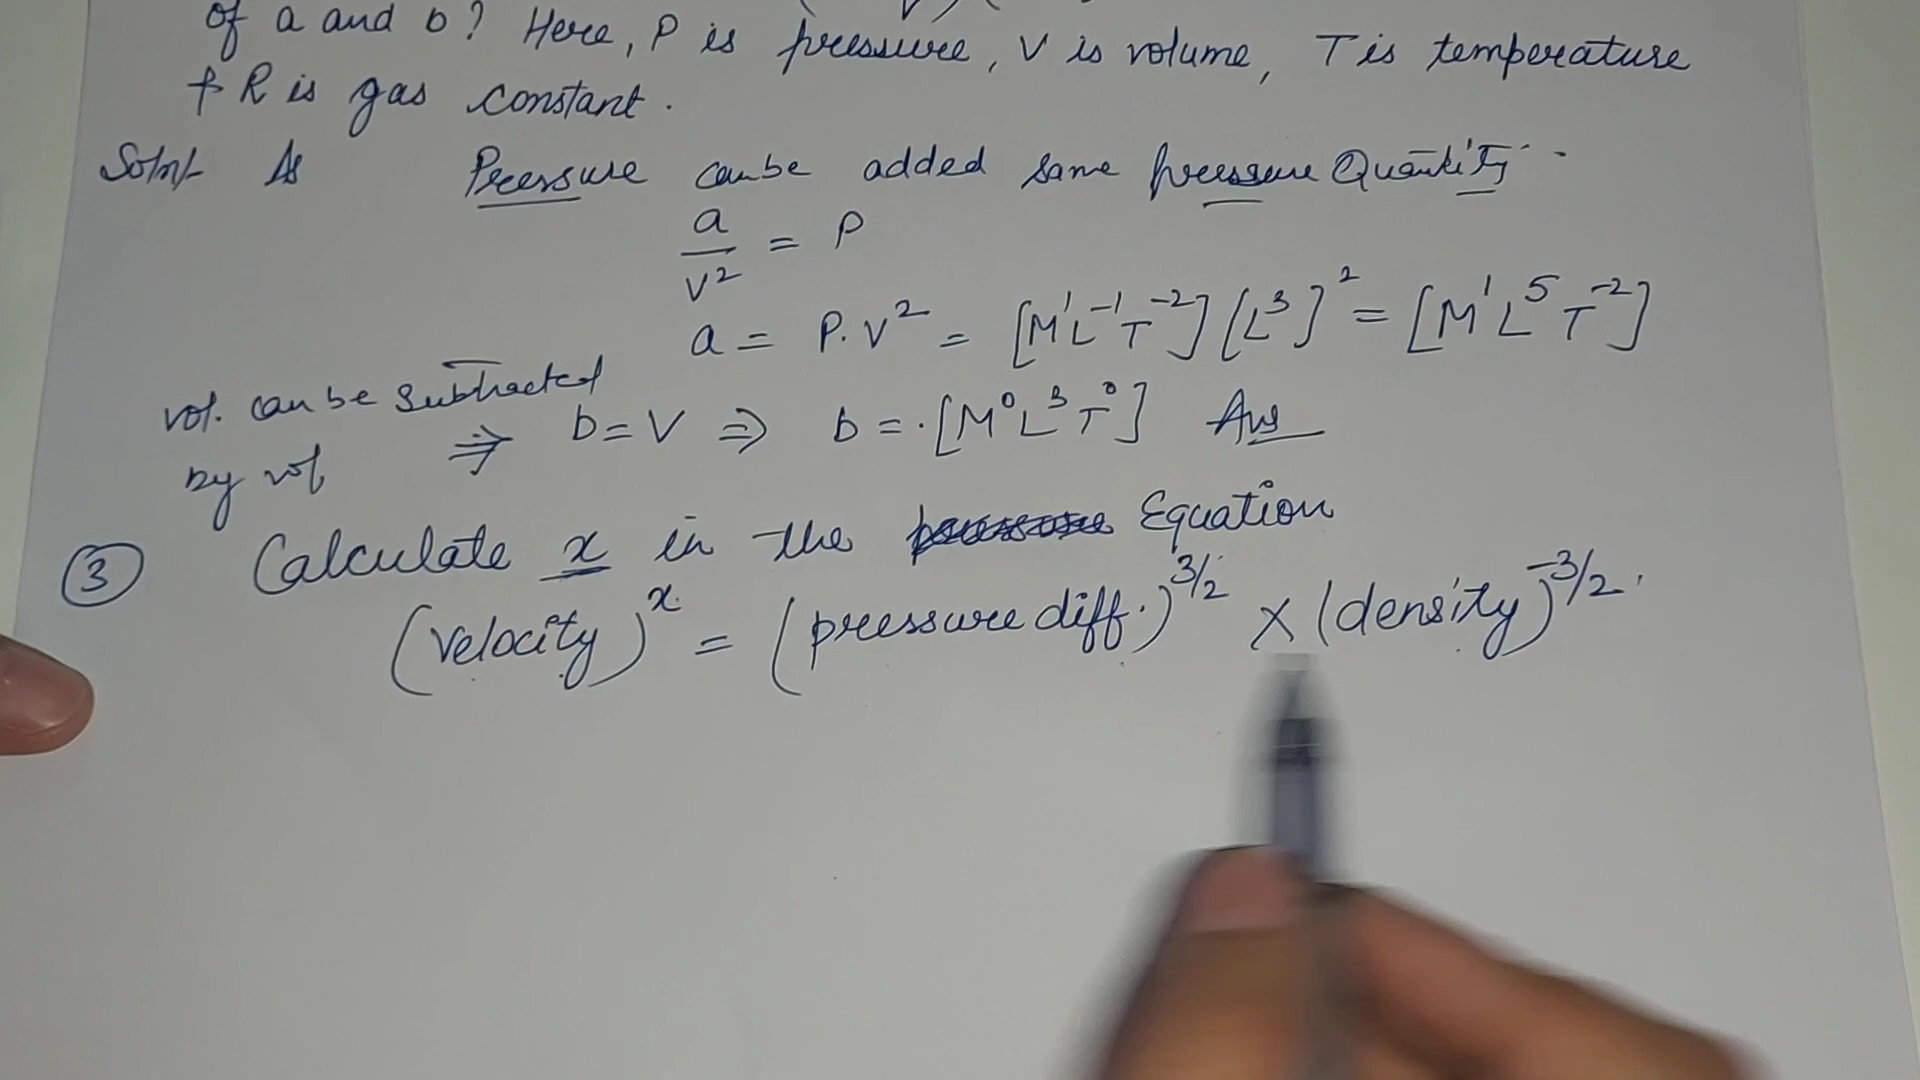 of a and b? Here, P is pressure, V is volume, T is temperature
& R is gas constant.
Soln:- As Pressure can be added same pressure Quantity..
a/V² = P
a = P.V² = [M¹L⁻¹T⁻²][L³]² = [M¹L⁵T⁻²]
vol. can be subtracted
by vol ⇒ b = V ⇒ b = [M⁰L³T⁰] Ans
③ Calculate x in the Equation
(velocity)ˣ = (pressure diff.)^3/2 × (density)^-3/2.